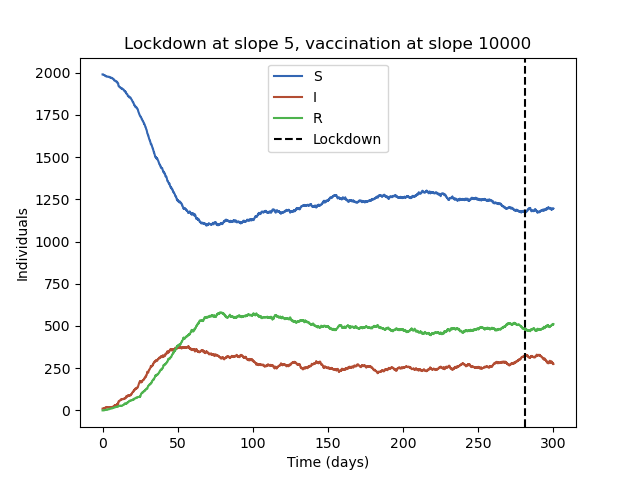 Lockdown at slope 5, vaccination at slope 10000
S
I
R
Lockdown
Individuals
2000
1750
1500
1250
1000
750
500
250
0
0 50 100 150 200 250 300
Time (days)